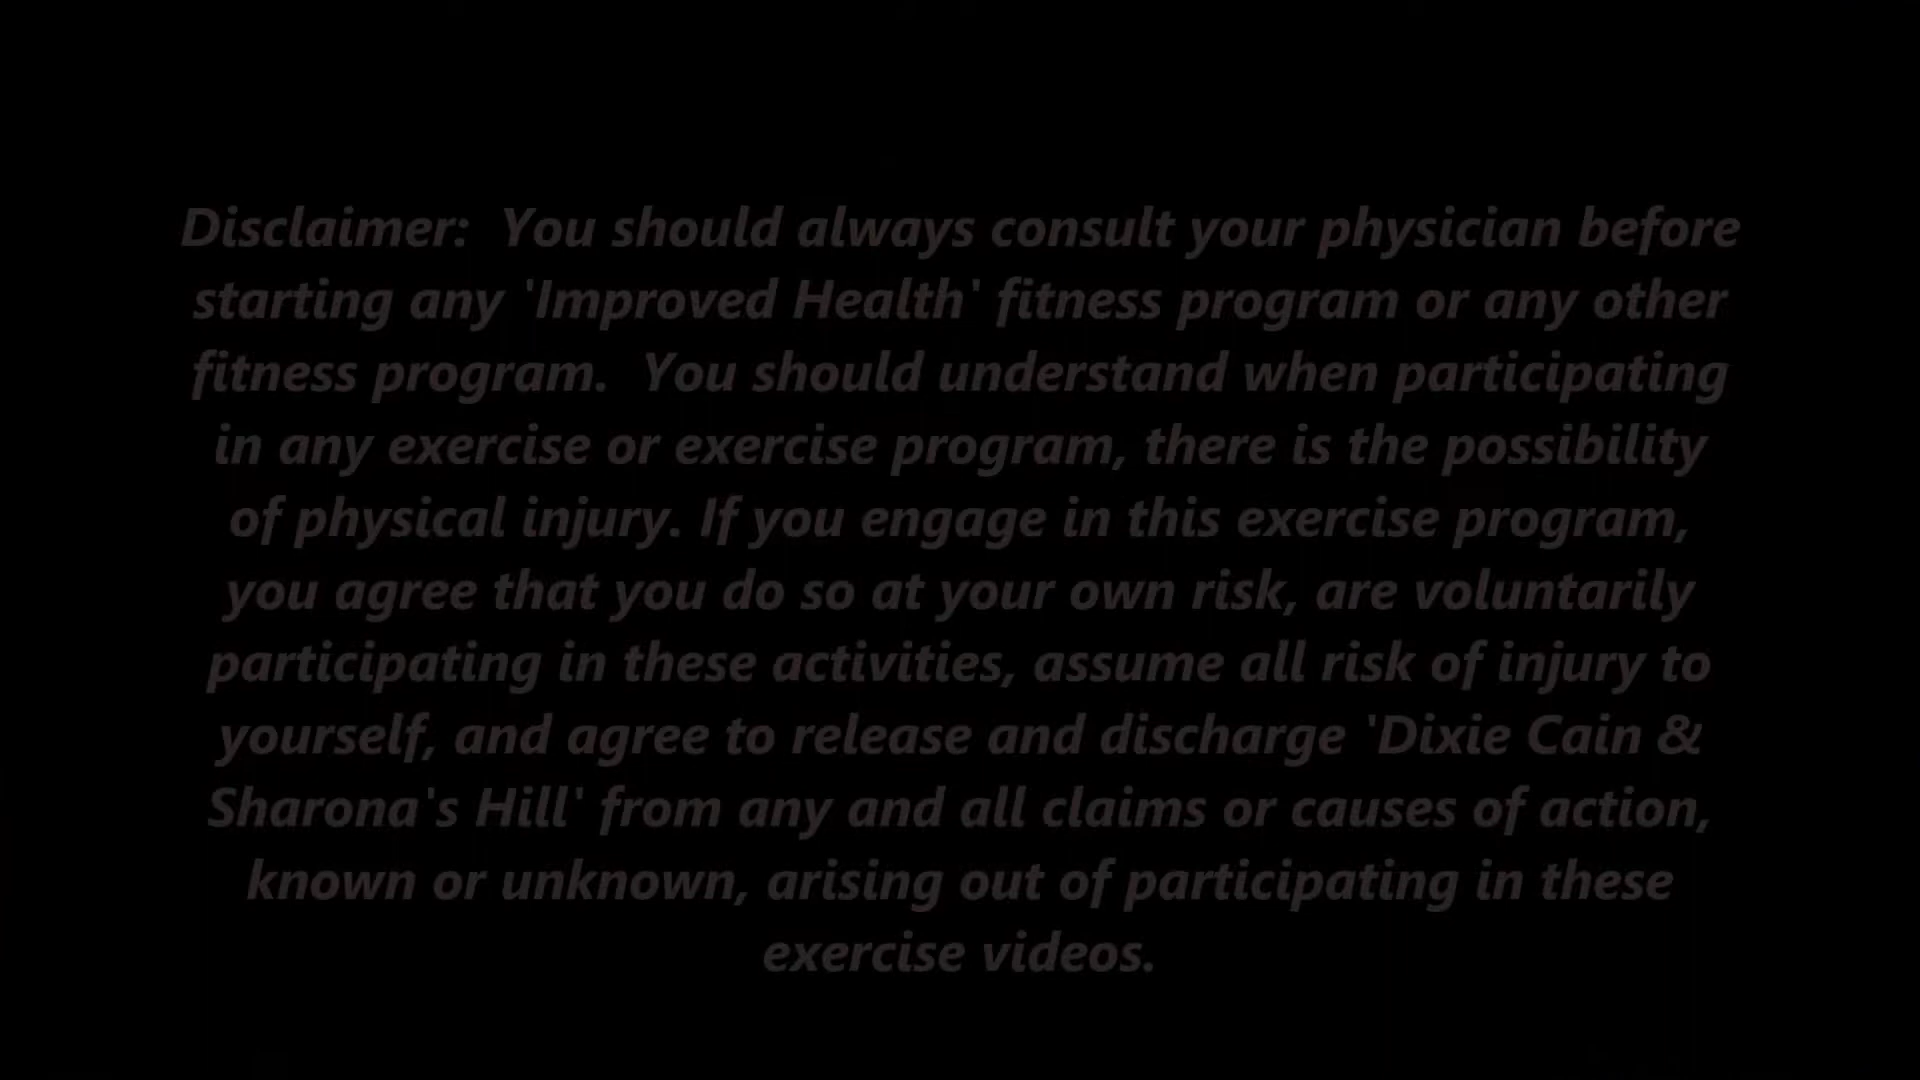 Disclaimer:  You should always consult your physician before
starting any 'Improved Health' fitness program or any other
fitness program.  You should understand when participating
in any exercise or exercise program, there is the possibility
of physical injury. If you engage in this exercise program,
you agree that you do so at your own risk, are voluntarily
participating in these activities, assume all risk of injury to
yourself, and agree to release and discharge 'Dixie Cain &
Sharona's Hill' from any and all claims or causes of action,
known or unknown, arising out of participating in these
exercise videos.